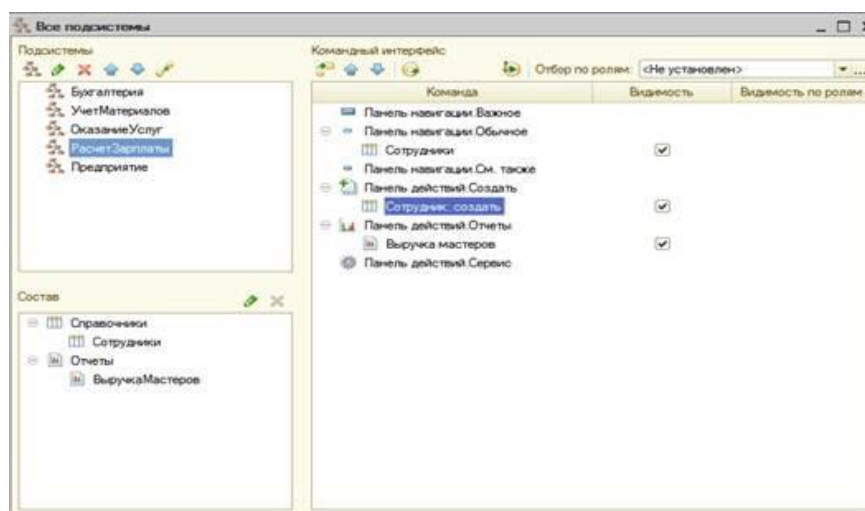 Все подсистемы
Подсистемы
Бухгалтерия
УчетМатериалов
ОказаниеУслуг
РасчетЗарплаты
Предприятие
Состав
Справочники
Сотрудники
Отчеты
ВыручкаМастеров
Командный интерфейс
Отбор по ролям: <Не установлен>
Команда Видимость Видимость по ролям
Панель навигации.Важное
Панель навигации.Обычное
Сотрудники
Панель навигации.См. также
Панель действий.Создать
Сотрудник: создать
Панель действий.Отчеты
Выручка мастеров
Панель действий.Сервис